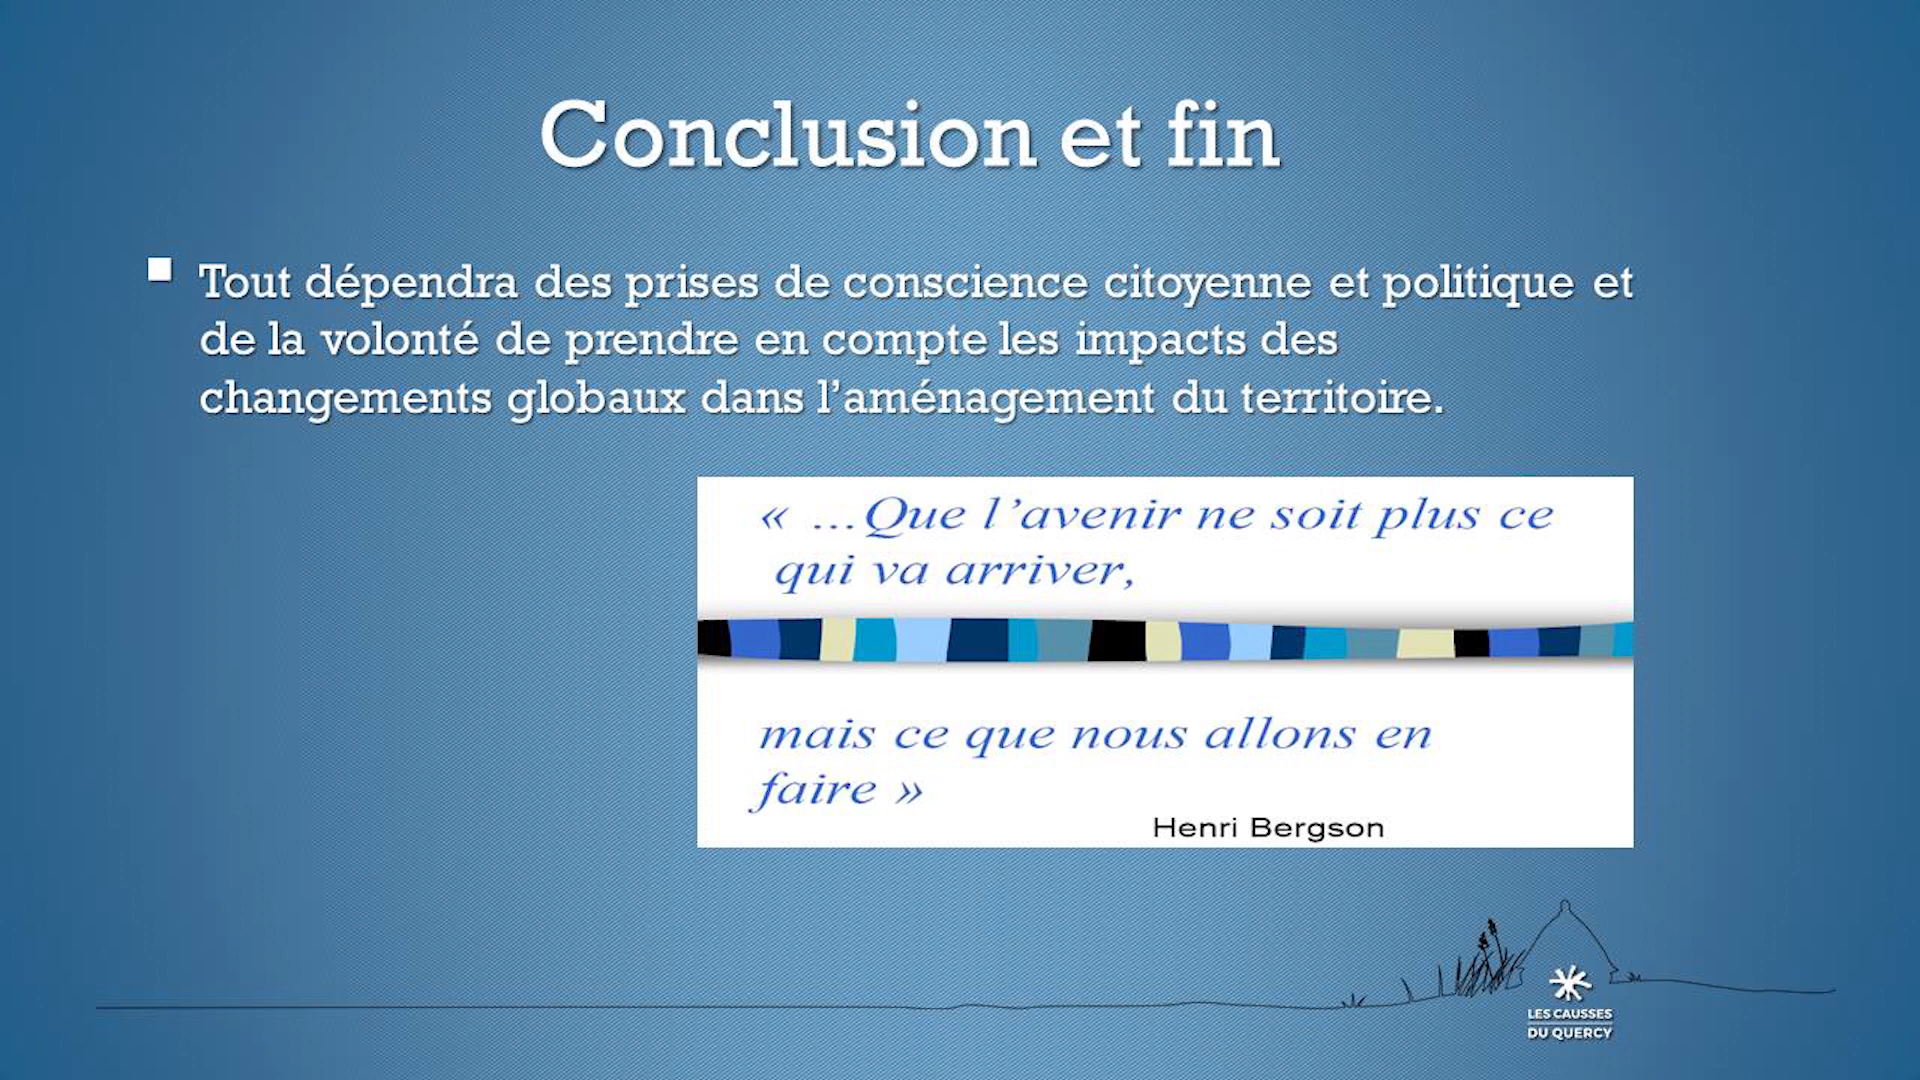 Conclusion et fin
Tout dépendra des prises de conscience citoyenne et politique et
de la volonté de prendre en compte les impacts des
changements globaux dans l’aménagement du territoire.
« …Que l’avenir ne soit plus ce
qui va arriver,
mais ce que nous allons en
faire »
Henri Bergson
LES CAUSSES
DU QUERCY